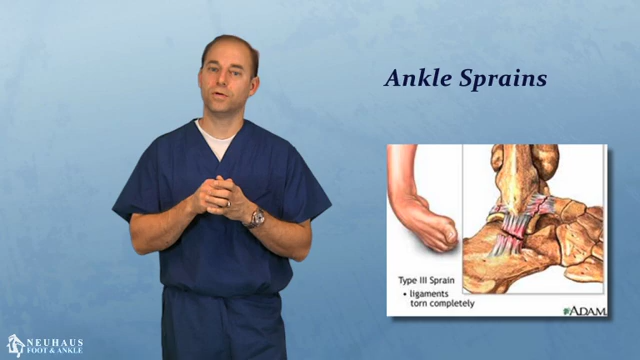 Ankle Sprains
Type III Sprain
• ligaments
torn completely
ADAM
NEUHAUS
FOOT & ANKLE